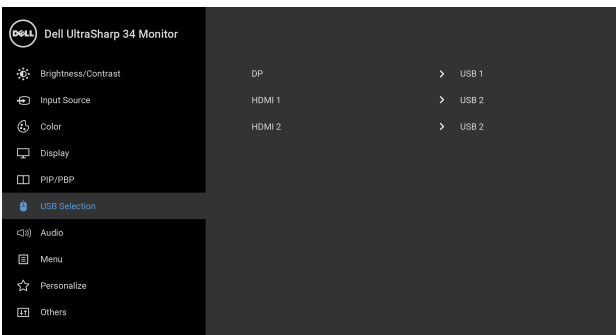 DELL Dell UltraSharp 34 Monitor
Brightness/Contrast DP USB 1
Input Source HDMI 1 USB 2
Color HDMI 2 USB 2
Display
PIP/PBP
USB Selection
Audio
Menu
Personalize
Others